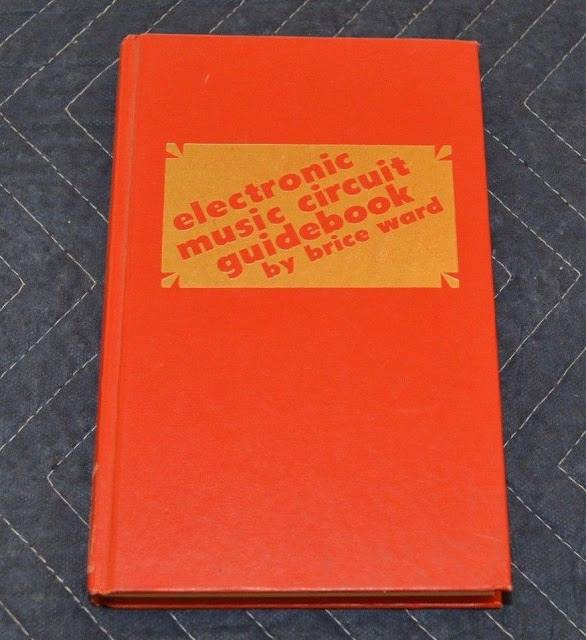 electronic
music circuit
guidebook
by brice ward